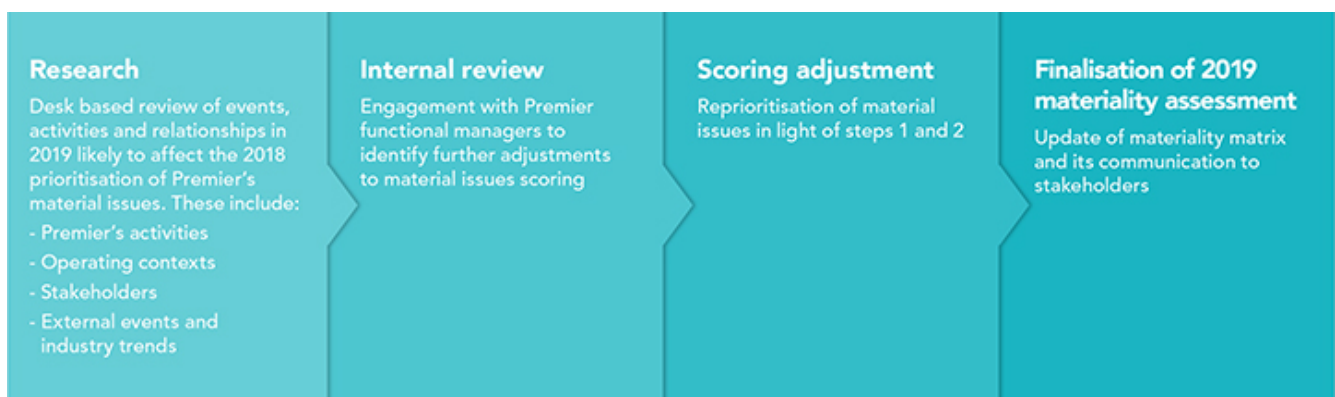 Research
Desk based review of events,
activities and relationships in
2019 likely to affect the 2018
prioritisation of Premier's
material issues. These include:
- Premier's activities
- Operating contexts
- Stakeholders
- External events and
industry trends
Internal review
Engagement with Premier
functional managers to
identify further adjustments
to material issues scoring
Scoring adjustment
Reprioritisation of material
issues in light of steps 1 and 2
Finalisation of 2019
materiality assessment
Update of materiality matrix
and its communication to
stakeholders